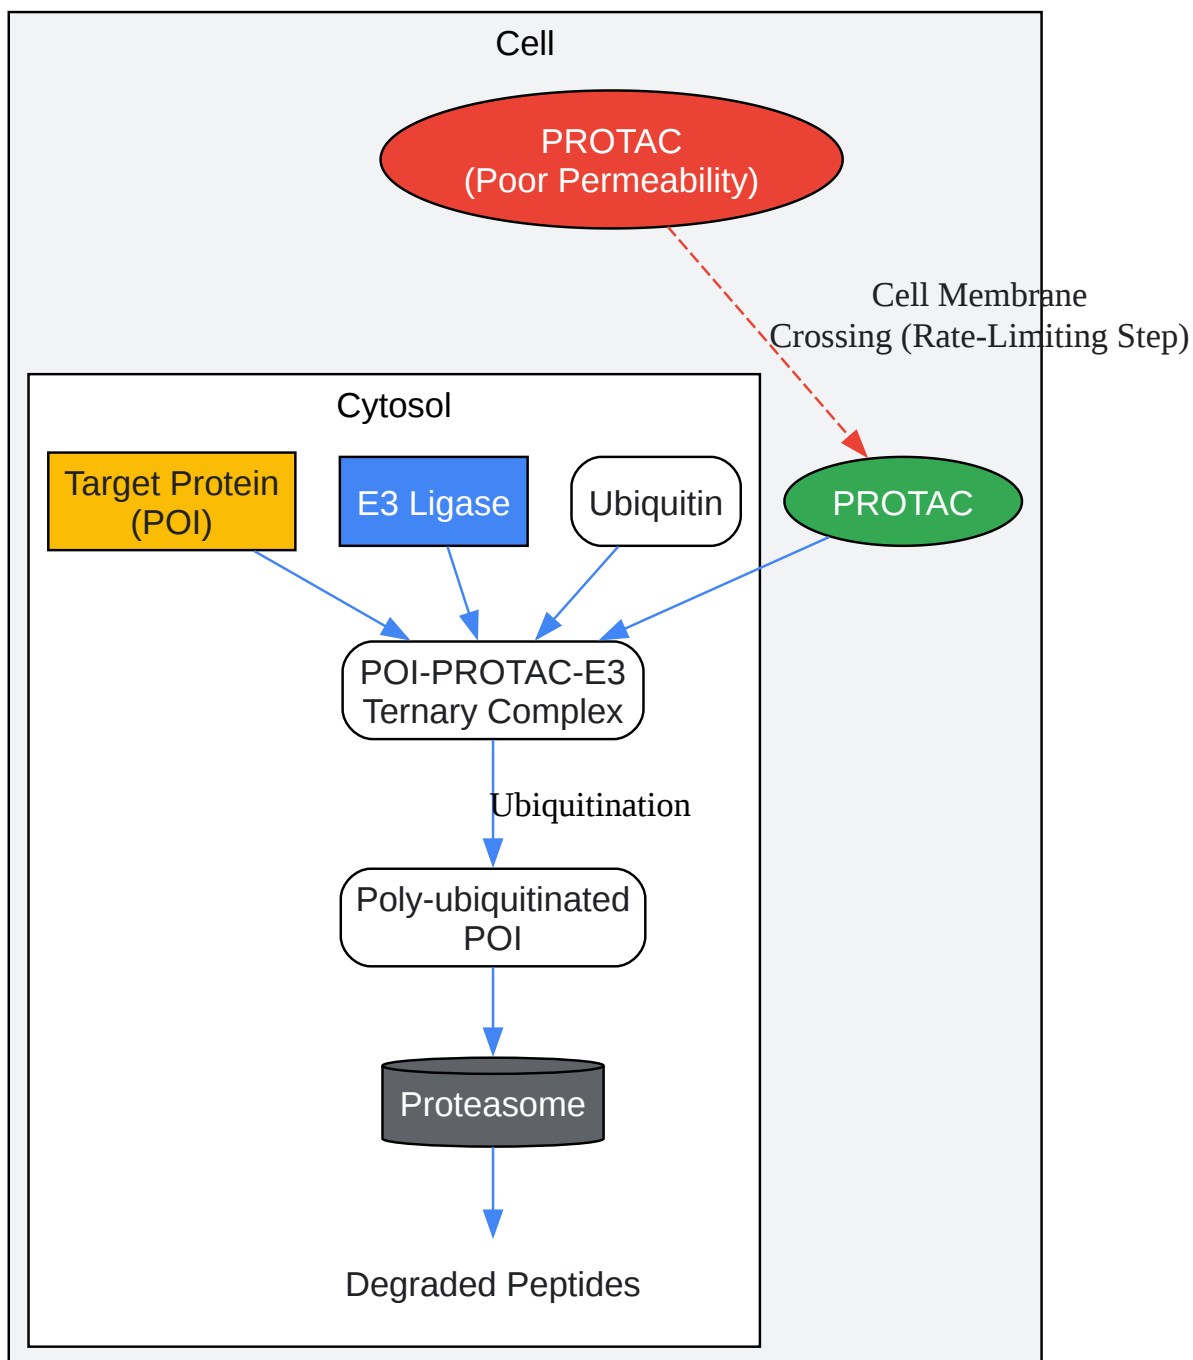 Cell
PROTAC
(Poor Permeability)
Cell Membrane
Crossing (Rate-Limiting Step)
Cytosol
Target Protein
(POI)
E3 Ligase
Ubiquitin
PROTAC
POI-PROTAC-E3
Ternary Complex
Ubiquitination
Poly-ubiquitinated
POI
Proteasome
Degraded Peptides